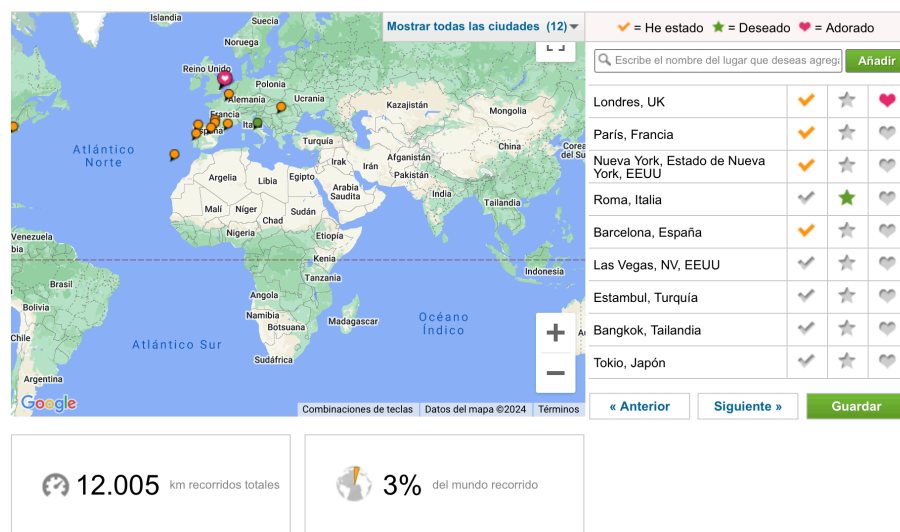 Mostrar todas las ciudades (12)
= He estado = Deseado = Adorado
Escribe el nombre del lugar que deseas agrega
Añadir
Londres, UK
París, Francia
Nueva York, Estado de Nueva
York, EEUU
Roma, Italia
Barcelona, España
Las Vegas, NV, EEUU
Estambul, Turquía
Bangkok, Tailandia
Tokio, Japón
« Anterior
Siguiente »
Guardar
Islandia
Suecia
Noruega
Reino Unido
Polonia
Alemania
Ucrania
Francia
España
Kazajistán
Mongolia
Turquía
China
Corea
del Su
Atlántico
Norte
Irak
Irán
Afganistán
Pakistán
Argelia
Libia
Egipto
Arabia
Saudita
India
Tailandia
Malí
Níger
Chad
Sudán
Nigeria
Etiopía
Venezuela
bia
Kenia
Indonesia
Tanzania
Brasil
Angola
Bolivia
Namibia
Botsuana
Madagascar
Océano
Índico
Chile
Atlántico Sur
Sudáfrica
Argentina
Google
Combinaciones de teclas
Datos del mapa ©2024
Términos
12.005 km recorridos totales
3% del mundo recorrido